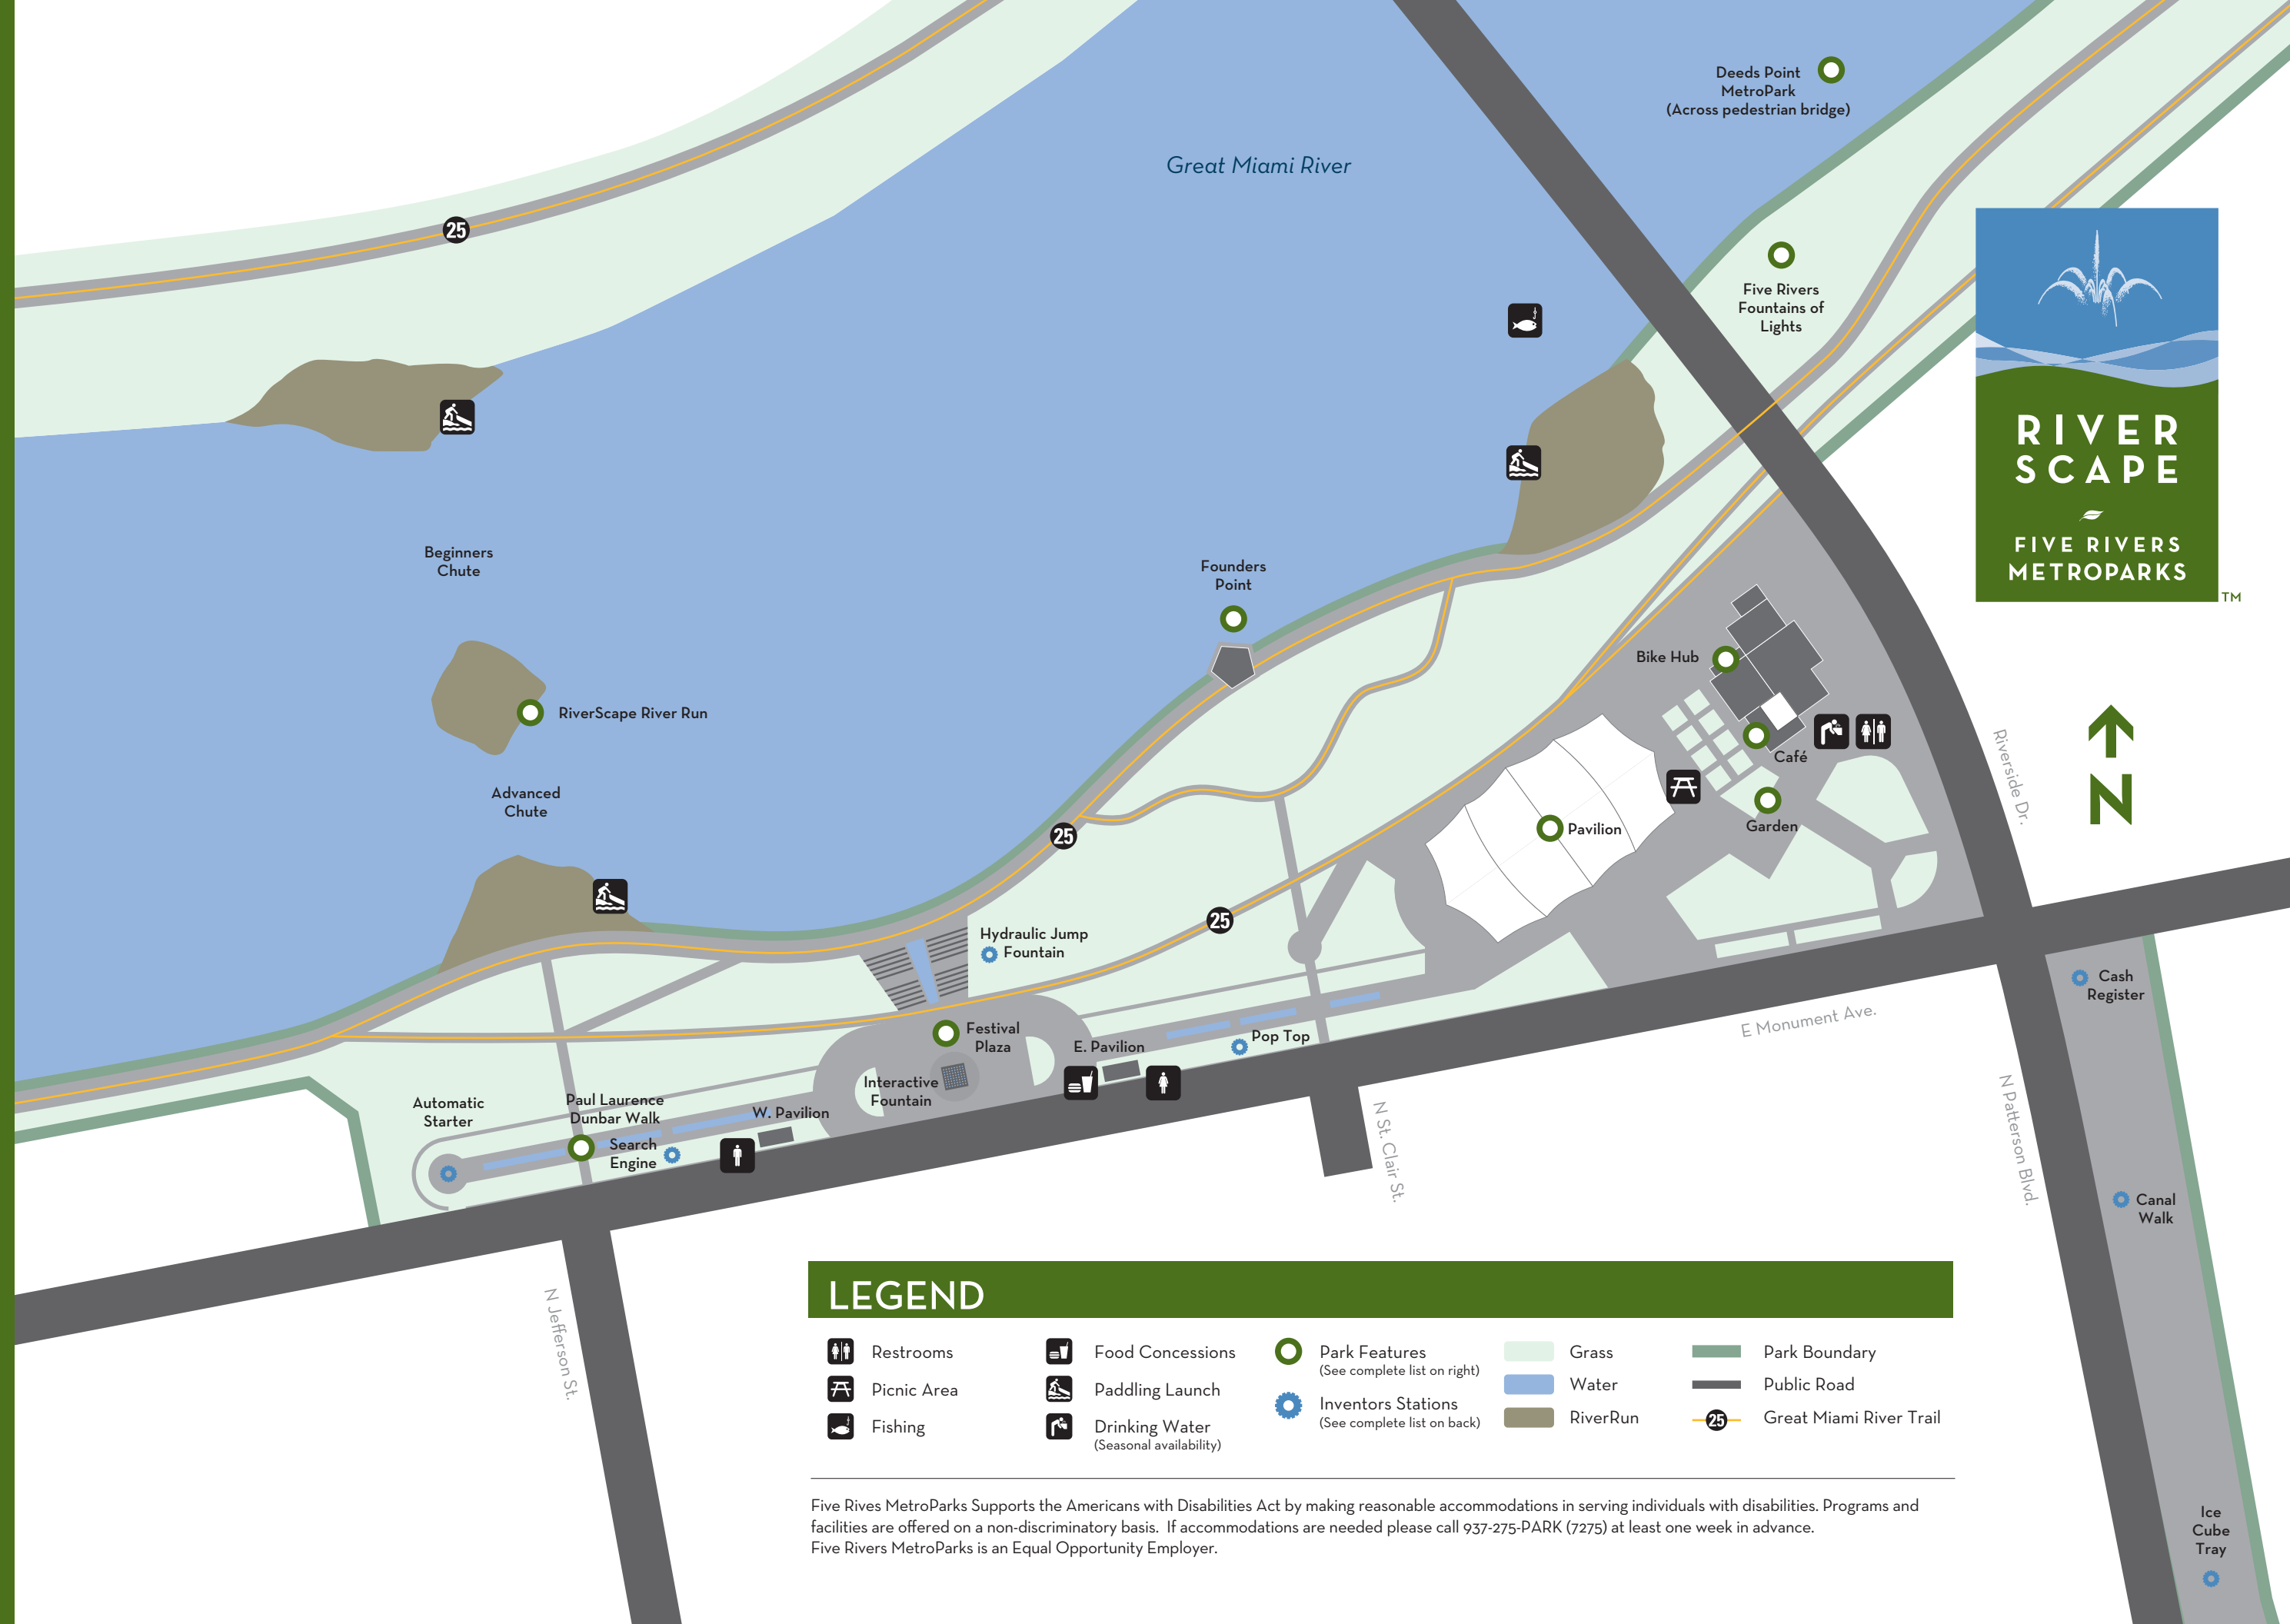 Deeds Point
MetroPark
(Across pedestrian bridge)
Great Miami River
25
Five Rivers
Fountains of
Lights
RIVER
SCAPE
FIVE RIVERS
METROPARKS
TM
Beginners
Chute
Founders
Point
Bike Hub
RiverScape River Run
Café
Riverside Dr.
N
Advanced
Chute
25
Garden
Pavilion
25
Hydraulic Jump
Fountain
Cash
Register
Festival
Plaza
E. Pavilion
Pop Top
E Monument Ave.
Interactive
Fountain
Automatic
Starter
Paul Laurence
Dunbar Walk
W. Pavilion
Search
Engine
N St. Clair St.
N Patterson Blvd.
Canal
Walk
N Jefferson St.
LEGEND
Restrooms
Picnic Area
Fishing
Food Concessions
Paddling Launch
Drinking Water
(Seasonal availability)
Park Features
(See complete list on right)
Inventors Stations
(See complete list on back)
Grass
Water
RiverRun
Park Boundary
Public Road
25 Great Miami River Trail
Five Rives MetroParks Supports the Americans with Disabilities Act by making reasonable accommodations in serving individuals with disabilities. Programs and
facilities are offered on a non-discriminatory basis. If accommodations are needed please call 937-275-PARK (7275) at least one week in advance.
Five Rivers MetroParks is an Equal Opportunity Employer.
Ice
Cube
Tray